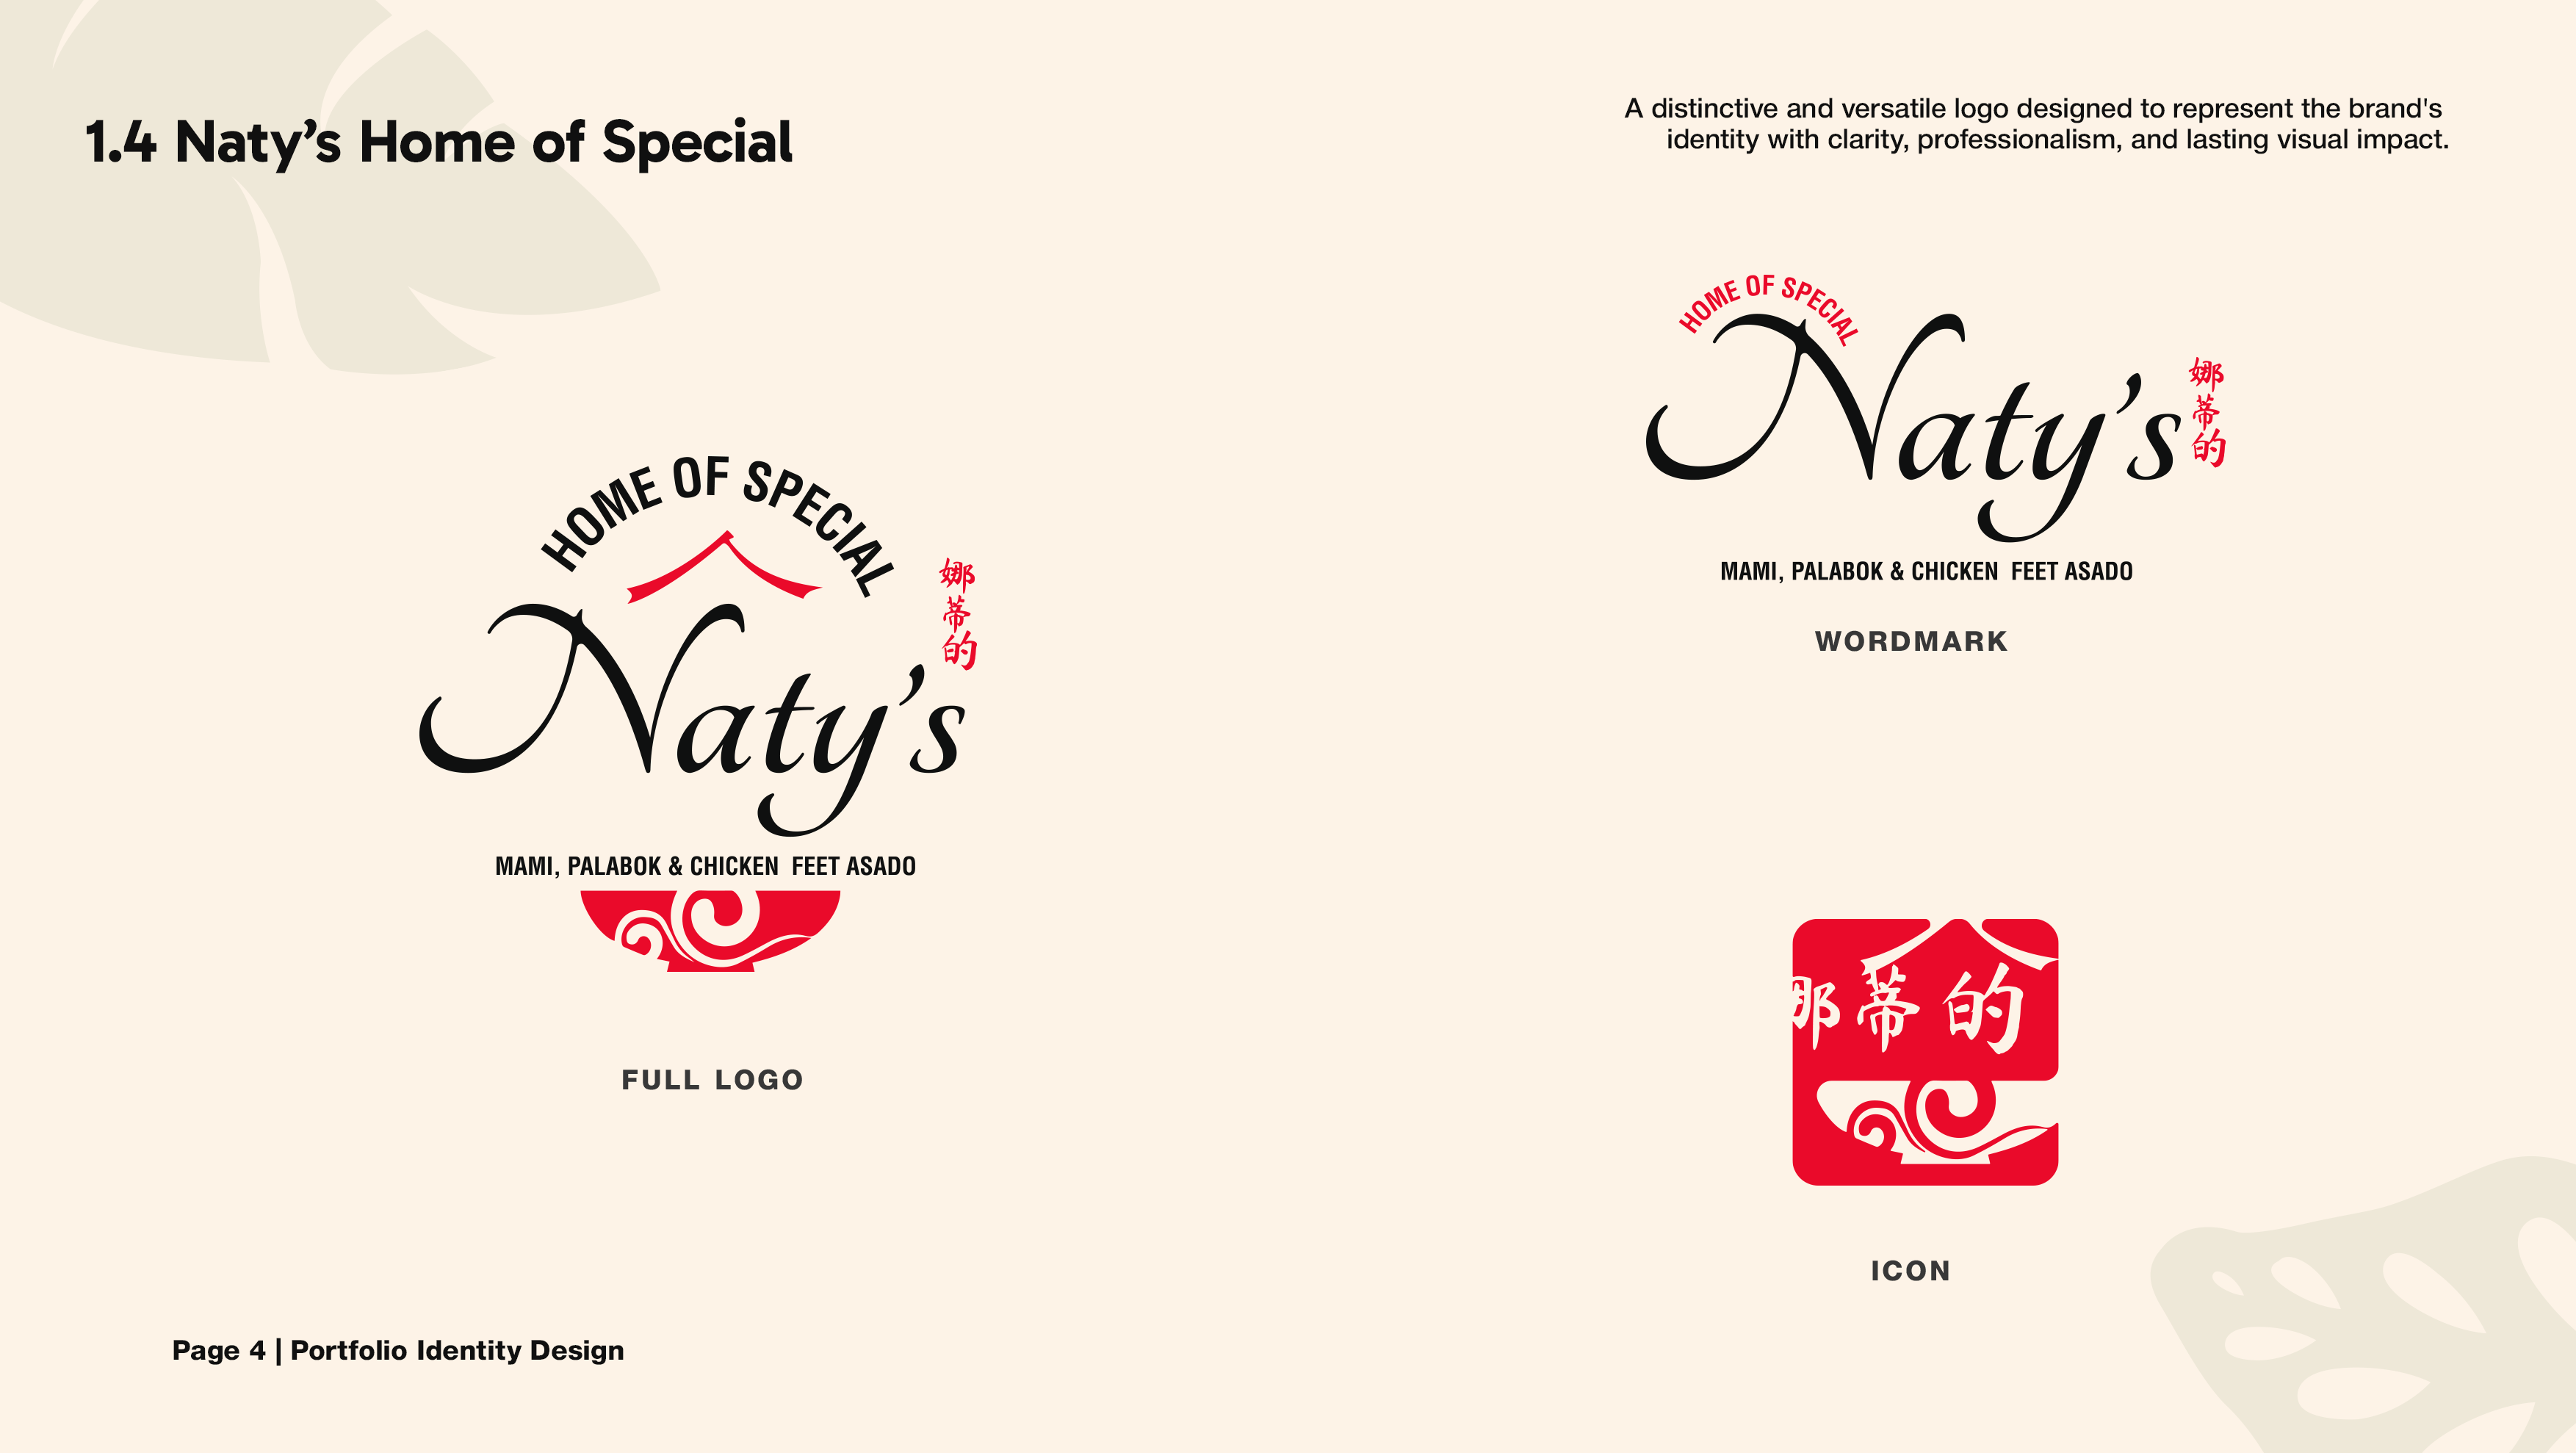 1.4 Naty’s Home of Special
A distinctive and versatile logo designed to represent the brand's
identity with clarity, professionalism, and lasting visual impact.
HOME OF SPECIAL
Naty’s
娜蒂的
MAMI, PALABOK & CHICKEN FEET ASADO
FULL LOGO
HOME OF SPECIAL
Naty’s
娜蒂的
MAMI, PALABOK & CHICKEN FEET ASADO
WORDMARK
娜蒂的
ICON
Page 4 | Portfolio Identity Design